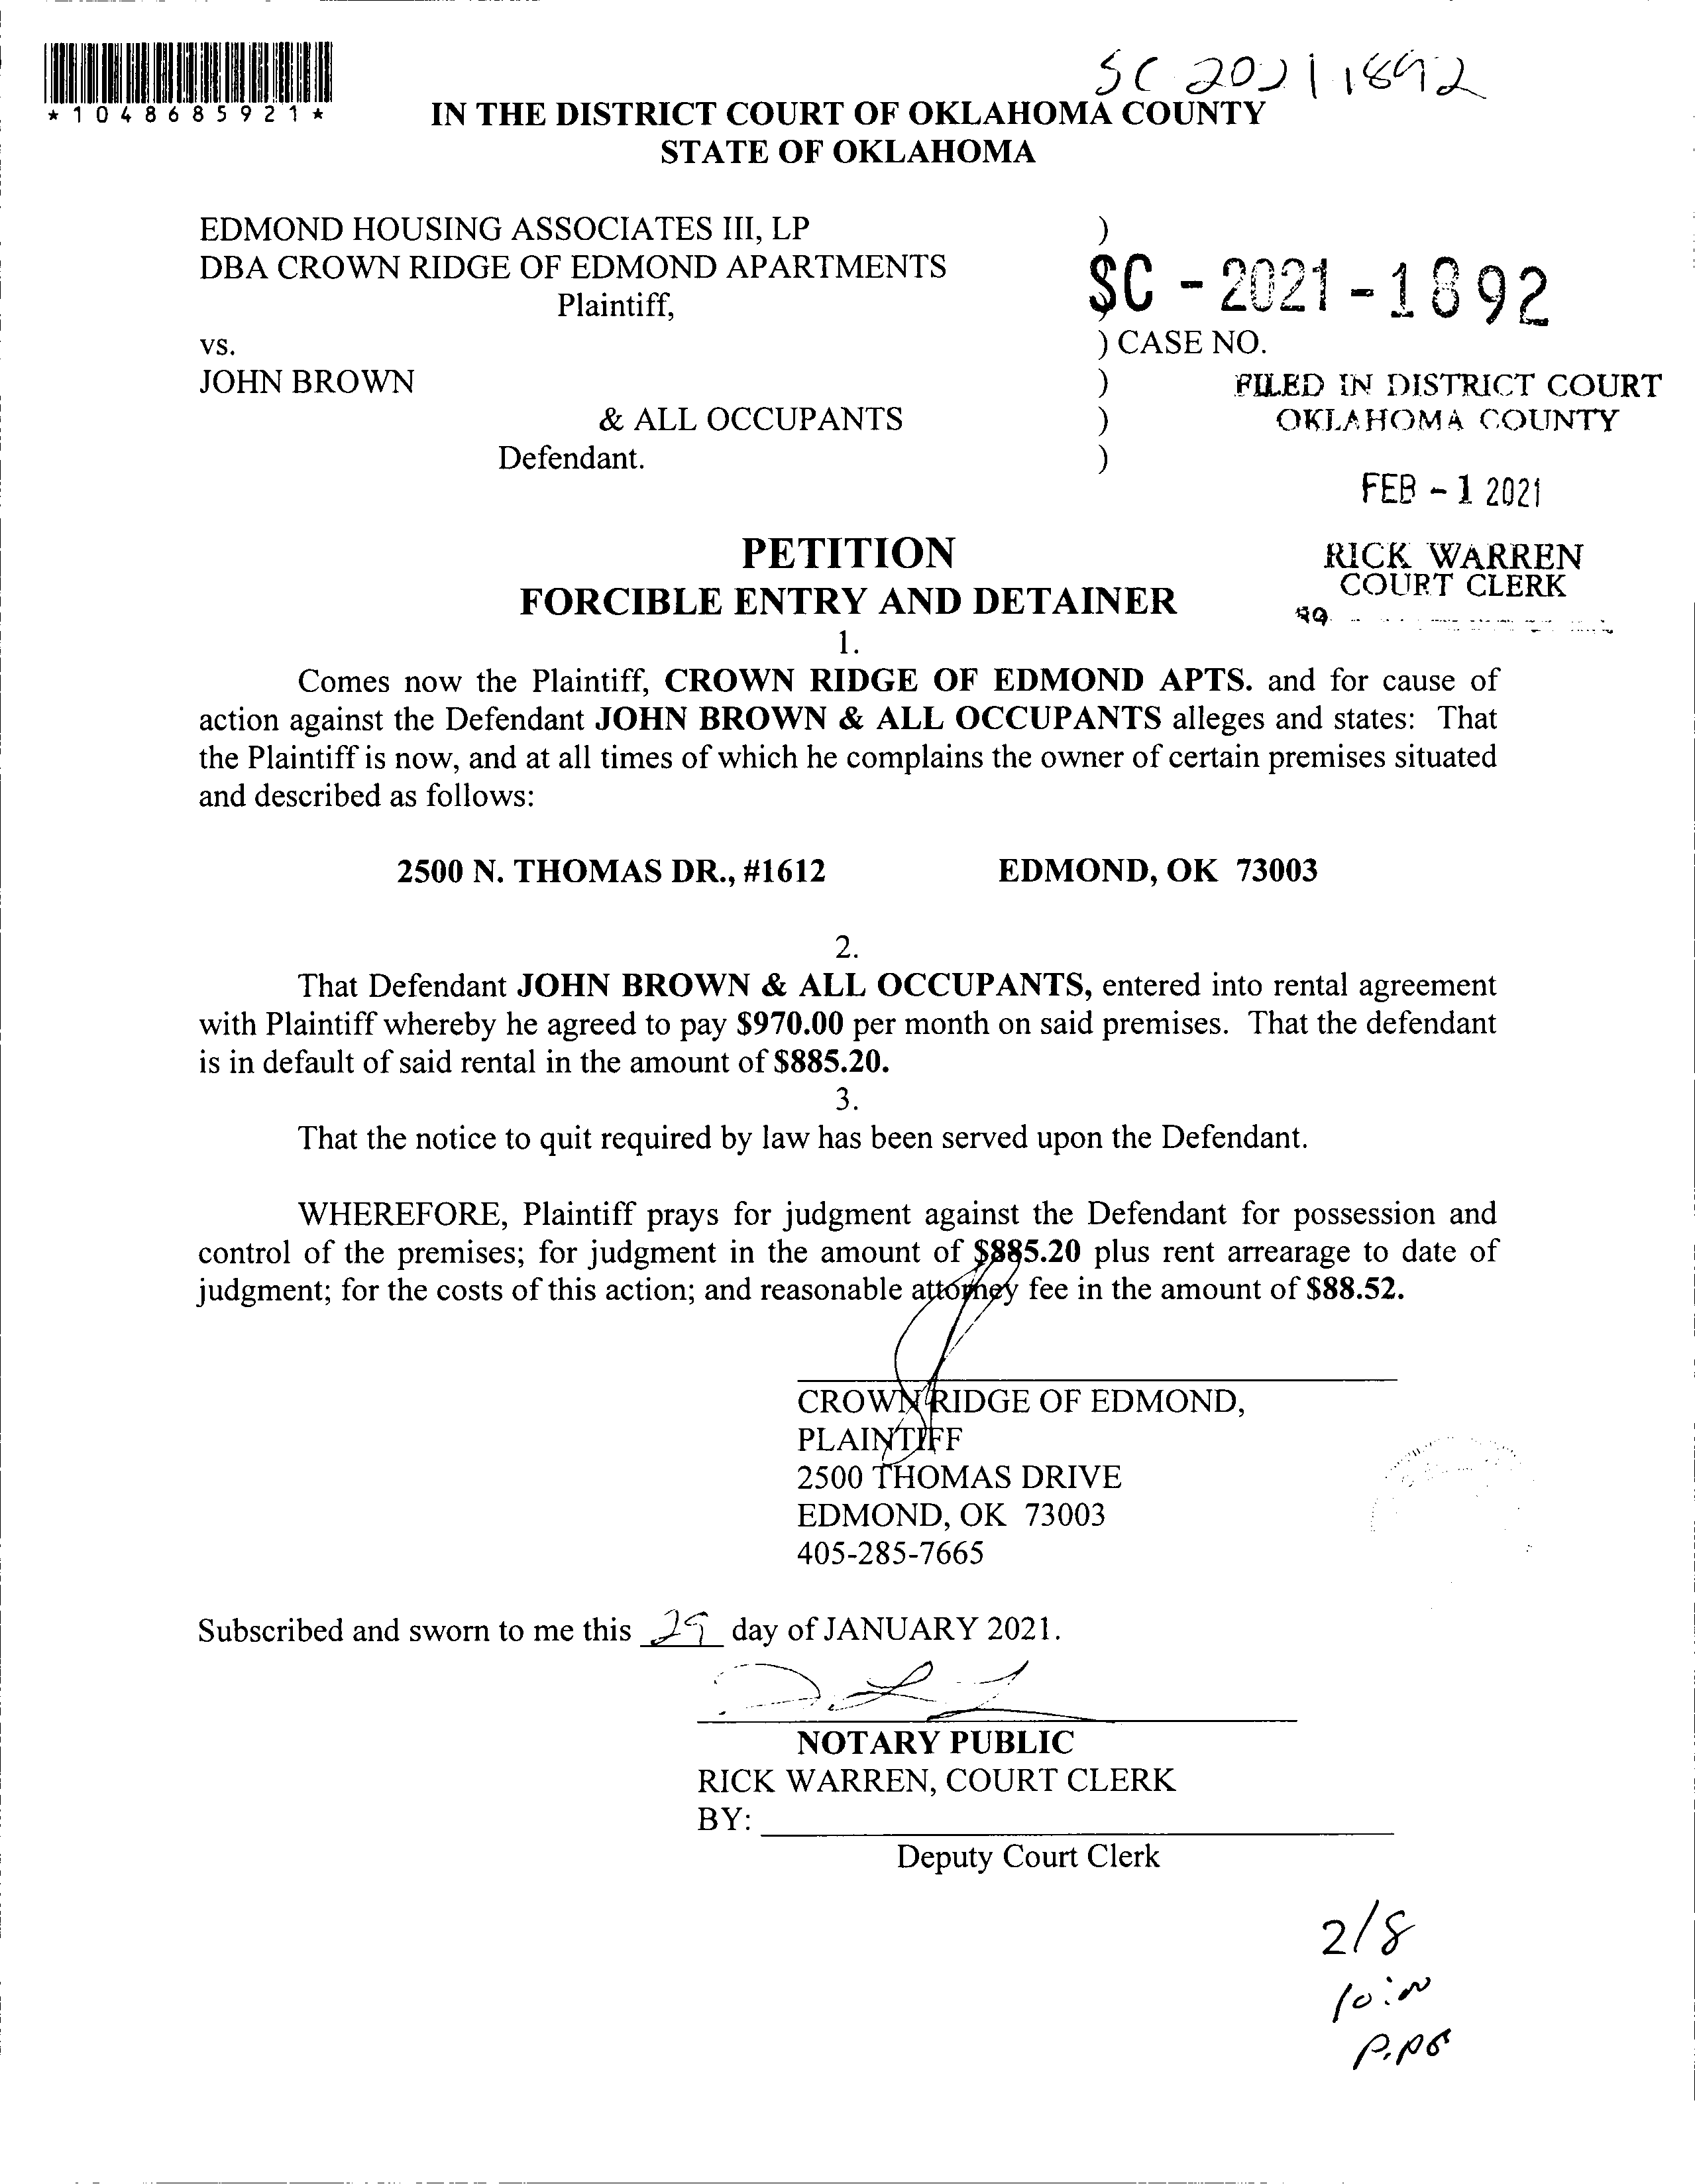 SC 2021 1892
*1048685921*
IN THE DISTRICT COURT OF OKLAHOMA COUNTY
STATE OF OKLAHOMA
EDMOND HOUSING ASSOCIATES III, LP )
DBA CROWN RIDGE OF EDMOND APARTMENTS
Plaintiff, ) SC - 2021 - 1892
vs. ) CASE NO.
JOHN BROWN ) FILED IN DISTRICT COURT
& ALL OCCUPANTS ) OKLAHOMA COUNTY
Defendant. )
FEB - 1 2021
PETITION
RICK WARREN
COURT CLERK
FORCIBLE ENTRY AND DETAINER
1.
Comes now the Plaintiff, CROWN RIDGE OF EDMOND APTS. and for cause of
action against the Defendant JOHN BROWN & ALL OCCUPANTS alleges and states: That
the Plaintiff is now, and at all times of which he complains the owner of certain premises situated
and described as follows:
2500 N. THOMAS DR., #1612 EDMOND, OK 73003
2.
That Defendant JOHN BROWN & ALL OCCUPANTS, entered into rental agreement
with Plaintiff whereby he agreed to pay $970.00 per month on said premises. That the defendant
is in default of said rental in the amount of $885.20.
3.
That the notice to quit required by law has been served upon the Defendant.
WHEREFORE, Plaintiff prays for judgment against the Defendant for possession and
control of the premises; for judgment in the amount of $885.20 plus rent arrearage to date of
judgment; for the costs of this action; and reasonable attorney fee in the amount of $88.52.
CROWN RIDGE OF EDMOND,
PLAINTIFF
2500 THOMAS DRIVE
EDMOND, OK 73003
405-285-7665
Subscribed and sworn to me this 29 day of JANUARY 2021.
NOTARY PUBLIC
RICK WARREN, COURT CLERK
BY:
Deputy Court Clerk
2/8